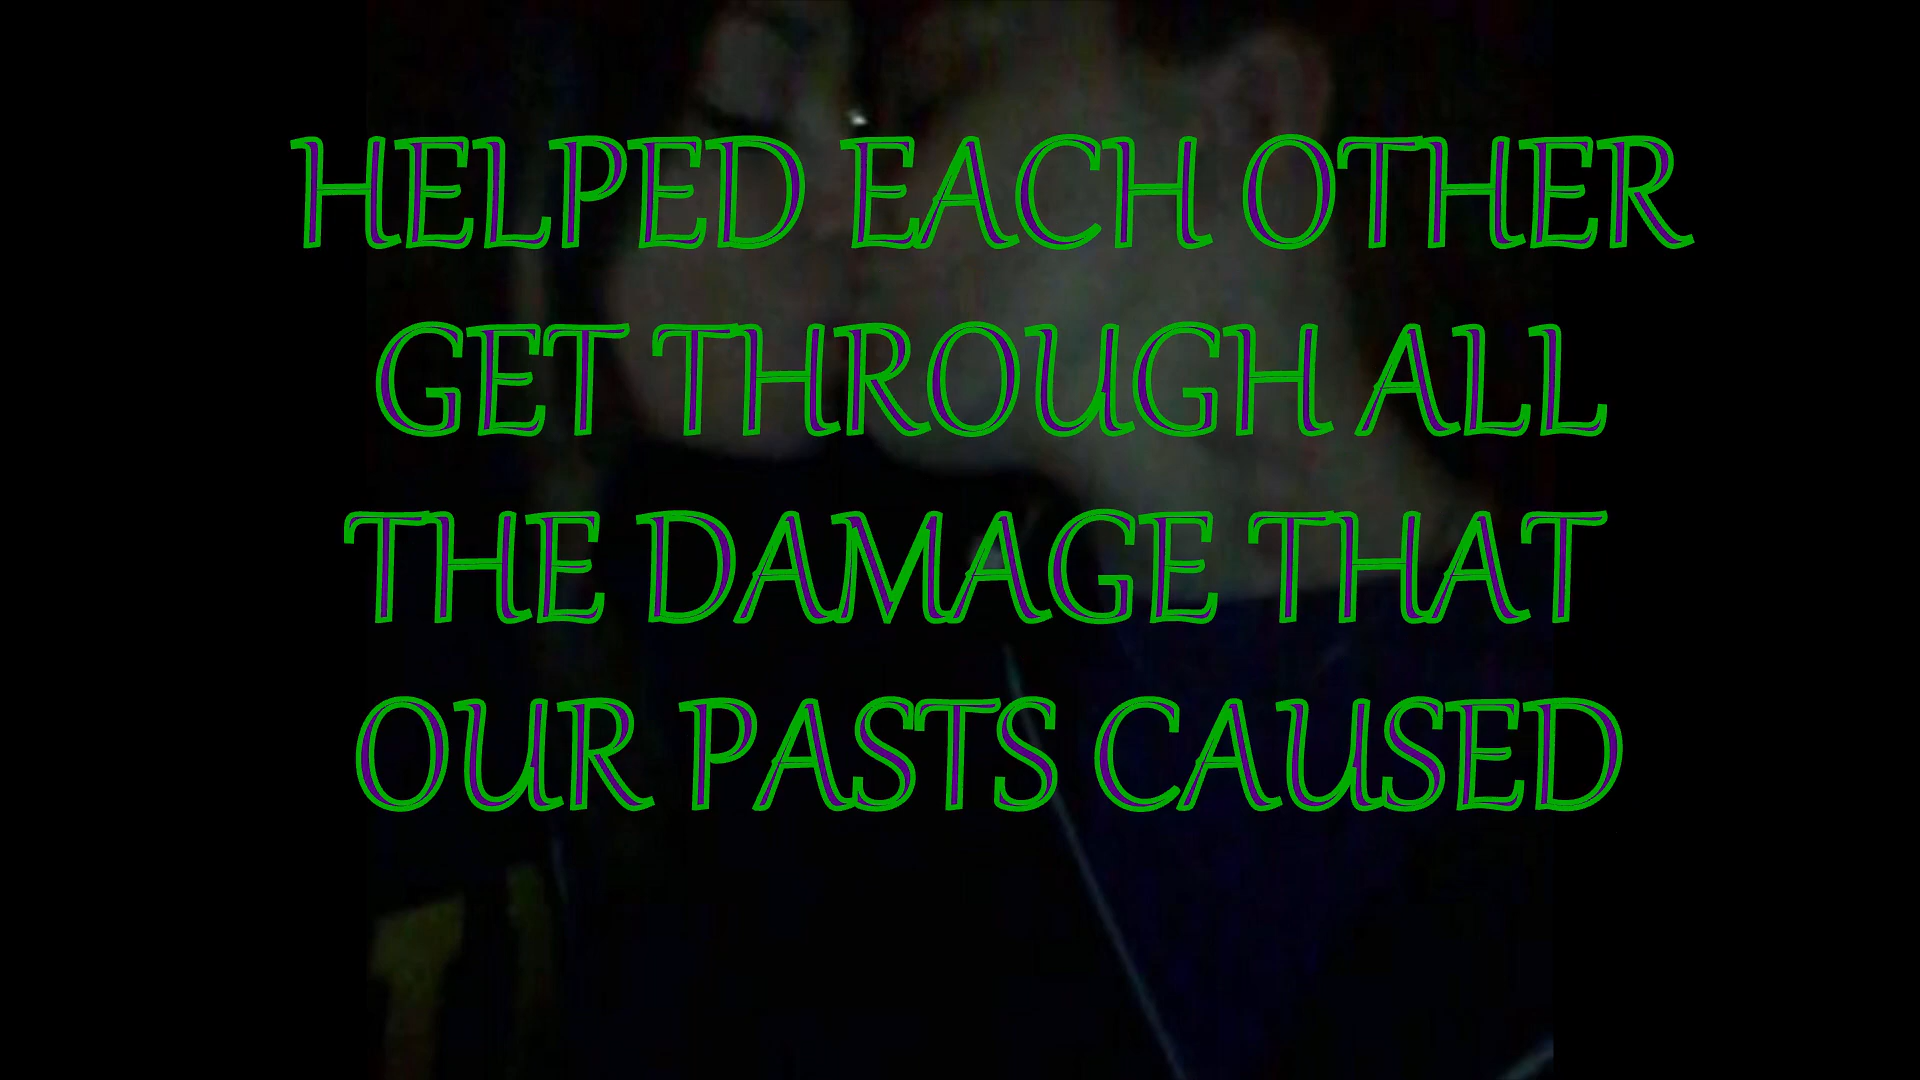 HELPED EACH OTHER
GET THROUGH ALL
THE DAMAGE THAT
OUR PASTS CAUSED